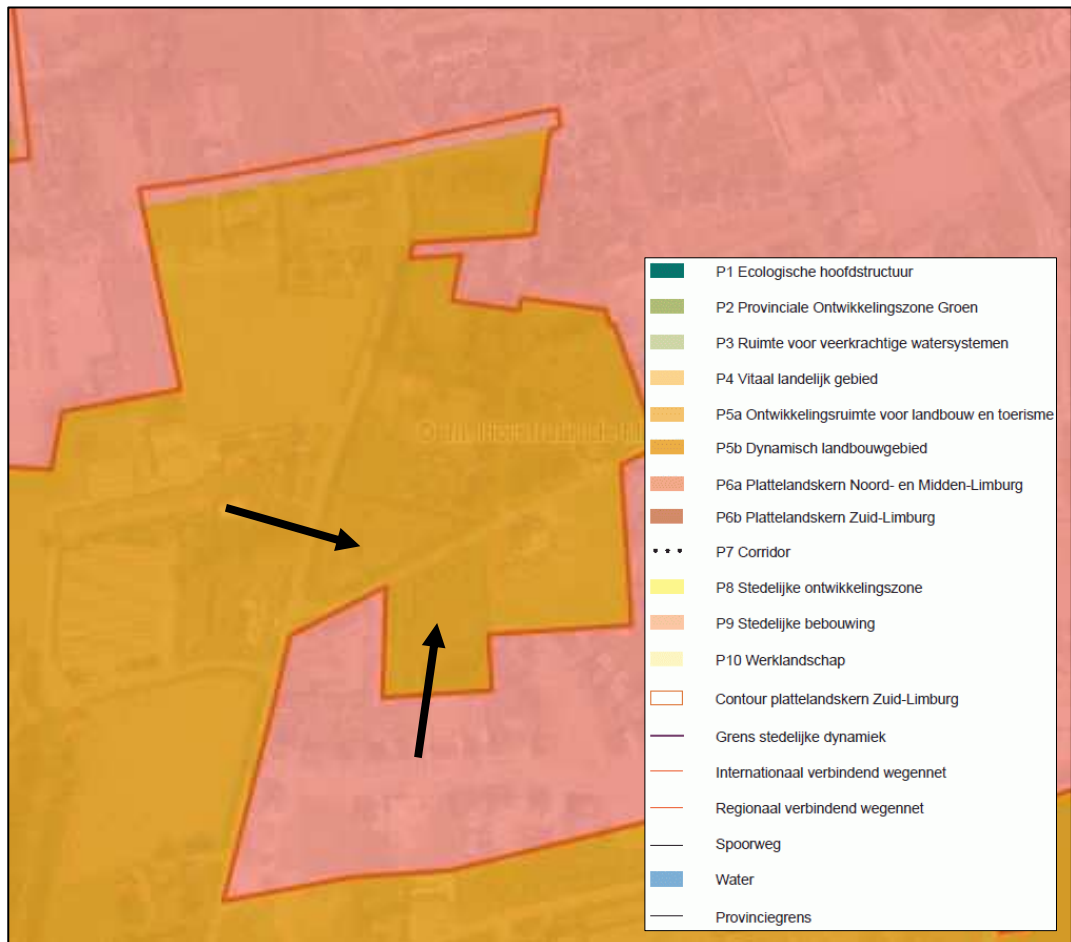 P1 Ecologische hoofdstructuur
P2 Provinciale Ontwikkelingszone Groen
P3 Ruimte voor veerkrachtige watersystemen
P4 Vitaal landelijk gebied
P5a Ontwikkelingsruimte voor landbouw en toerisme
P5b Dynamisch landbouwgebied
P6a Plattelandskern Noord- en Midden-Limburg
P6b Plattelandskern Zuid-Limburg
P7 Corridor
P8 Stedelijke ontwikkelingszone
P9 Stedelijke bebouwing
P10 Werklandschap
Contour plattelandskern Zuid-Limburg
Grens stedelijke dynamiek
Internationaal verbindend wegennet
Regionaal verbindend wegennet
Spoorweg
Water
Provinciegrens